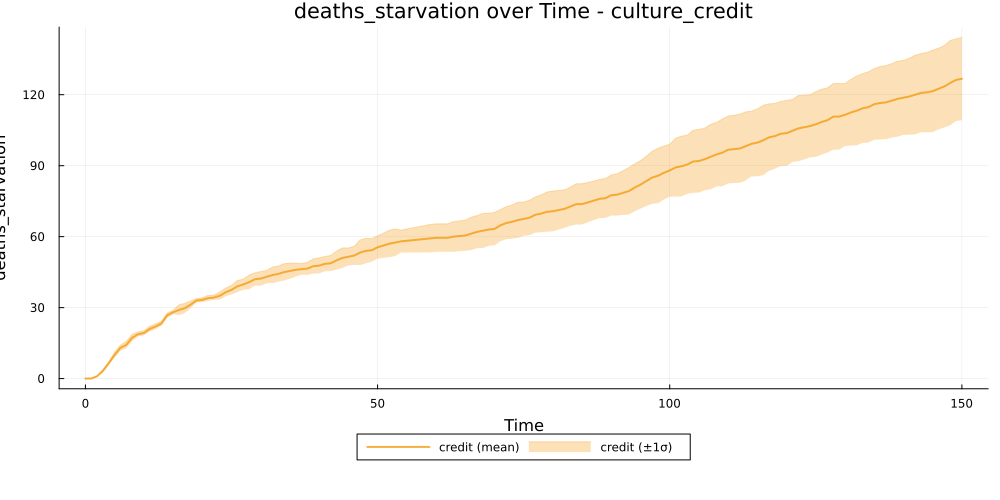 deaths_starvation over Time - culture_credit
120
90
60
30
0
deaths_starvation
0 50 100 150
Time
credit (mean) credit (±1σ)